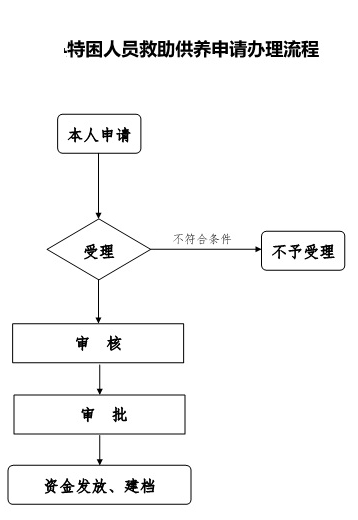 特困人员救助供养申请办理流程
本人申请
受理
不符合条件
不予受理
审 核
审 批
资金发放、建档